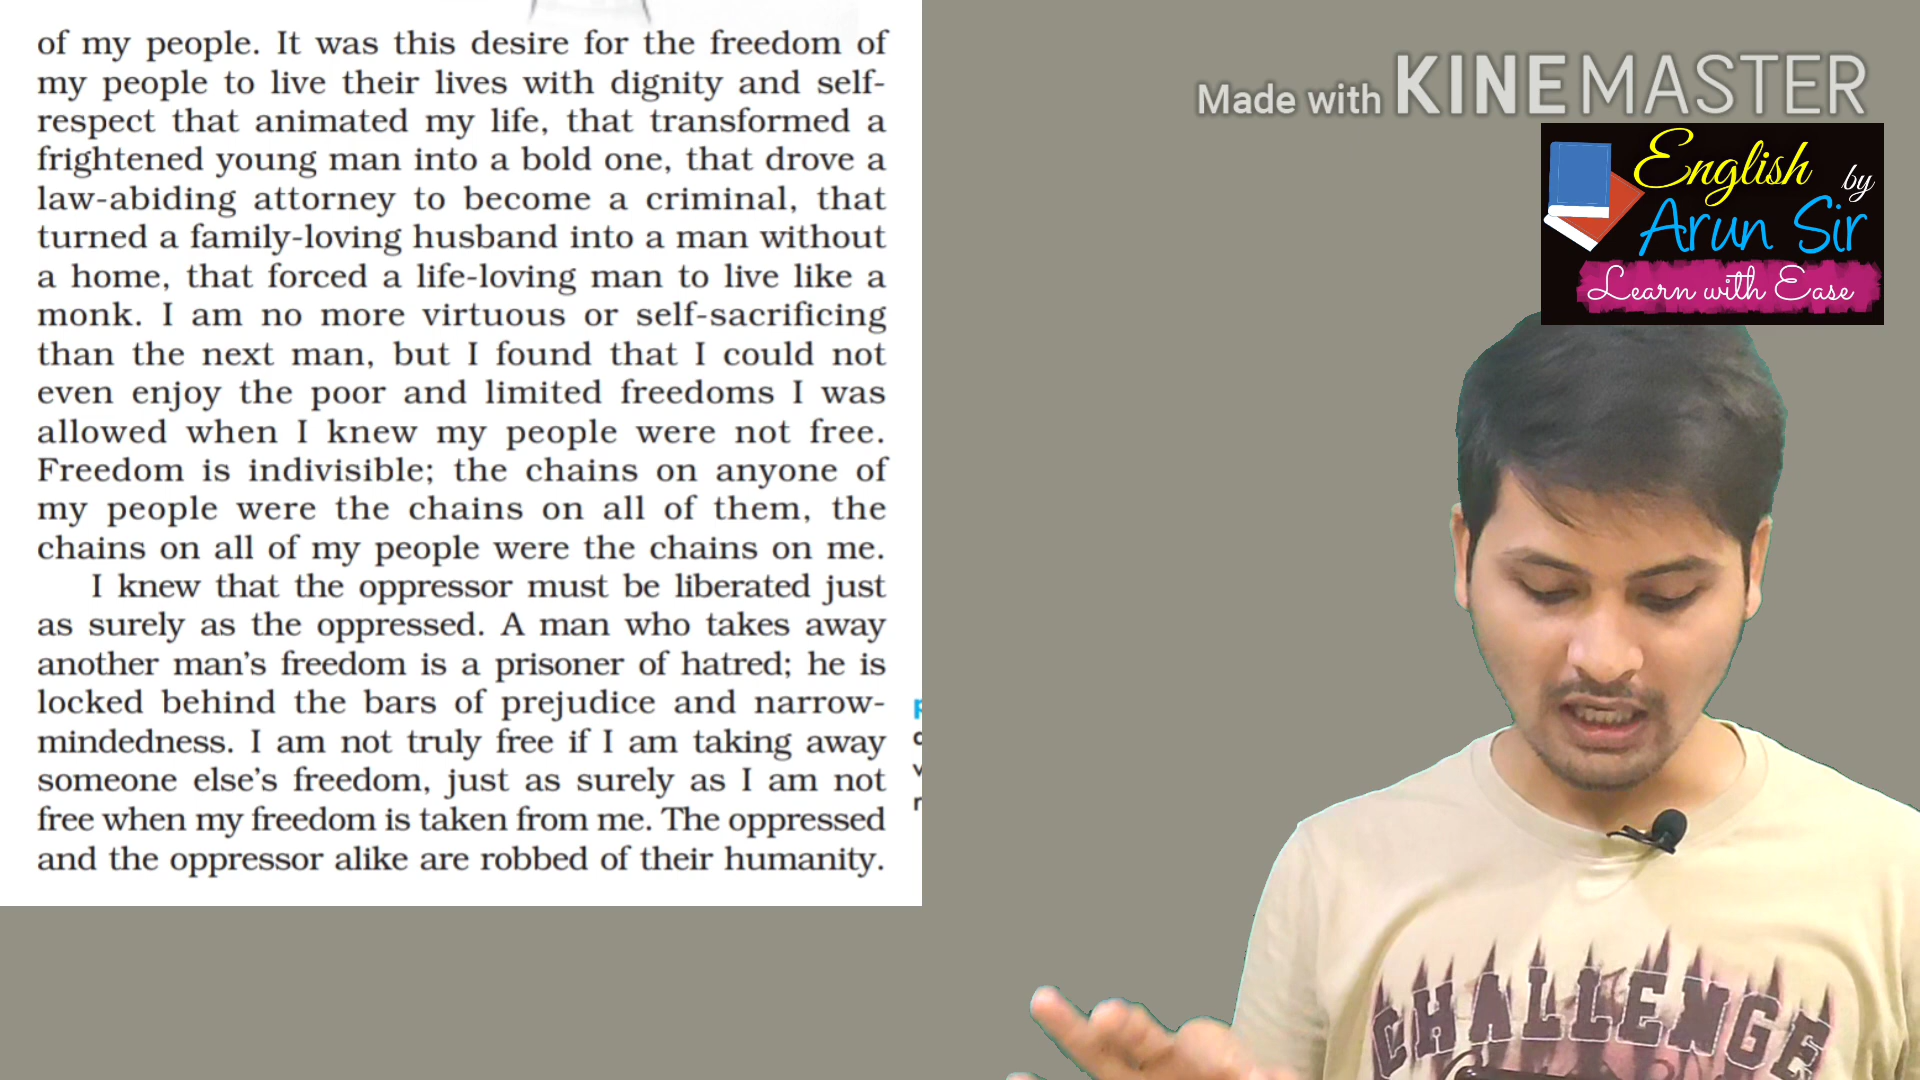 of my people. It was this desire for the freedom of
my people to live their lives with dignity and self-
respect that animated my life, that transformed a
frightened young man into a bold one, that drove a
law-abiding attorney to become a criminal, that
turned a family-loving husband into a man without
a home, that forced a life-loving man to live like a
monk. I am no more virtuous or self-sacrificing
than the next man, but I found that I could not
even enjoy the poor and limited freedoms I was
allowed when I knew my people were not free.
Freedom is indivisible; the chains on anyone of
my people were the chains on all of them, the
chains on all of my people were the chains on me.
I knew that the oppressor must be liberated just
as surely as the oppressed. A man who takes away
another man's freedom is a prisoner of hatred; he is
locked behind the bars of prejudice and narrow-
mindedness. I am not truly free if I am taking away
someone else's freedom, just as surely as I am not
free when my freedom is taken from me. The oppressed
and the oppressor alike are robbed of their humanity.
Made with KINEMASTER
English by
Arun Sir
Learn with Ease
CHALLENGE